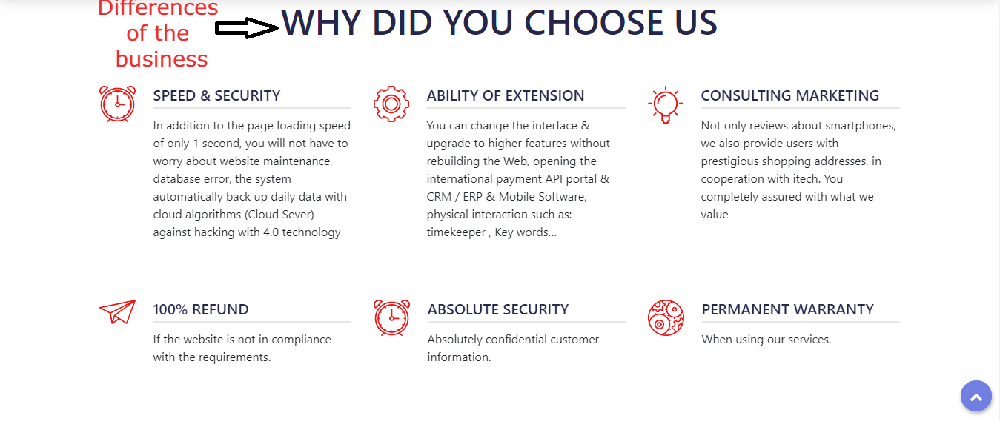 Differences
of the
business
WHY DID YOU CHOOSE US
SPEED & SECURITY
In addition to the page loading speed
of only 1 second, you will not have to
worry about website maintenance,
database error, the system
automatically back up daily data with
cloud algorithms (Cloud Sever)
against hacking with 4.0 technology
ABILITY OF EXTENSION
You can change the interface &
upgrade to higher features without
rebuilding the Web, opening the
international payment API portal &
CRM / ERP & Mobile Software,
physical interaction such as:
timekeeper , Key words...
CONSULTING MARKETING
Not only reviews about smartphones,
we also provide users with
prestigious shopping addresses, in
cooperation with itech. You
completely assured with what we
value
100% REFUND
If the website is not in compliance
with the requirements.
ABSOLUTE SECURITY
Absolutely confidential customer
information.
PERMANENT WARRANTY
When using our services.